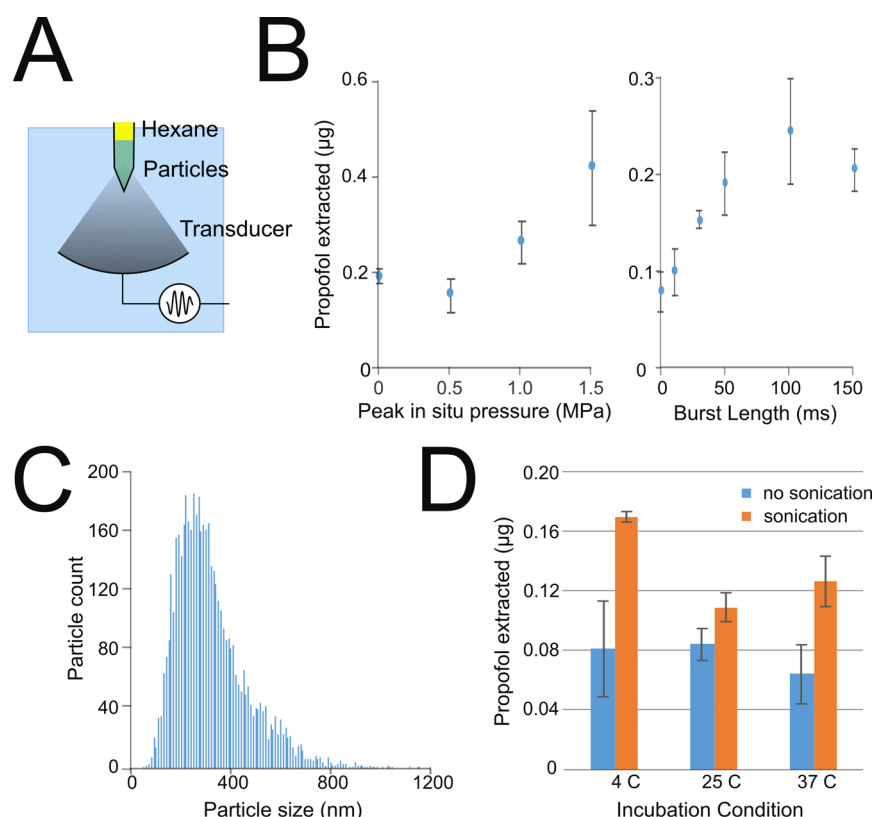 A
Hexane
Particles
Transducer
B
Propofol extracted (µg)
0.6
0.4
0.2
0
0 0.5 1.0 1.5
Peak in situ pressure (MPa)
0.3
0.2
0.1
0
0 50 100 150
Burst Length (ms)
C
Particle count
200
160
120
80
40
0
0 400 800 1200
Particle size (nm)
D
Propofol extracted (µg)
0.20
0.16
0.12
0.08
0.04
0
no sonication
sonication
4 C 25 C 37 C
Incubation Condition